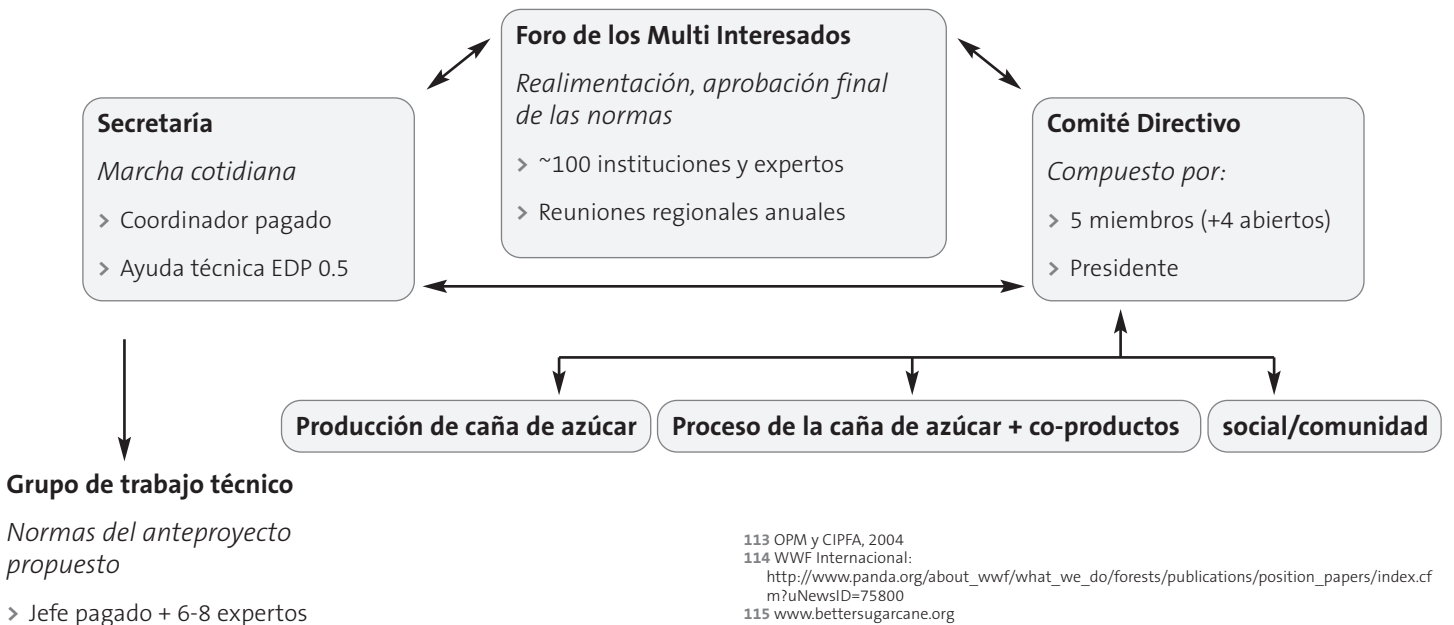 Foro de los Multi Interesados
Realimentación, aprobación final
de las normas
> ~100 instituciones y expertos
> Reuniones regionales anuales
Secretaría
Marcha cotidiana
> Coordinador pagado
> Ayuda técnica EDP 0.5
Comité Directivo
Compuesto por:
> 5 miembros (+4 abiertos)
> Presidente
Producción de caña de azúcar
Proceso de la caña de azúcar + co-productos
social/comunidad
Grupo de trabajo técnico
Normas del anteproyecto
propuesto
> Jefe pagado + 6-8 expertos
113 OPM y CIPFA, 2004
114 WWF Internacional:
http://www.panda.org/about_wwf/what_we_do/forests/publications/position_papers/index.cf
m?uNewsID=75800
115 www.bettersugarcane.org